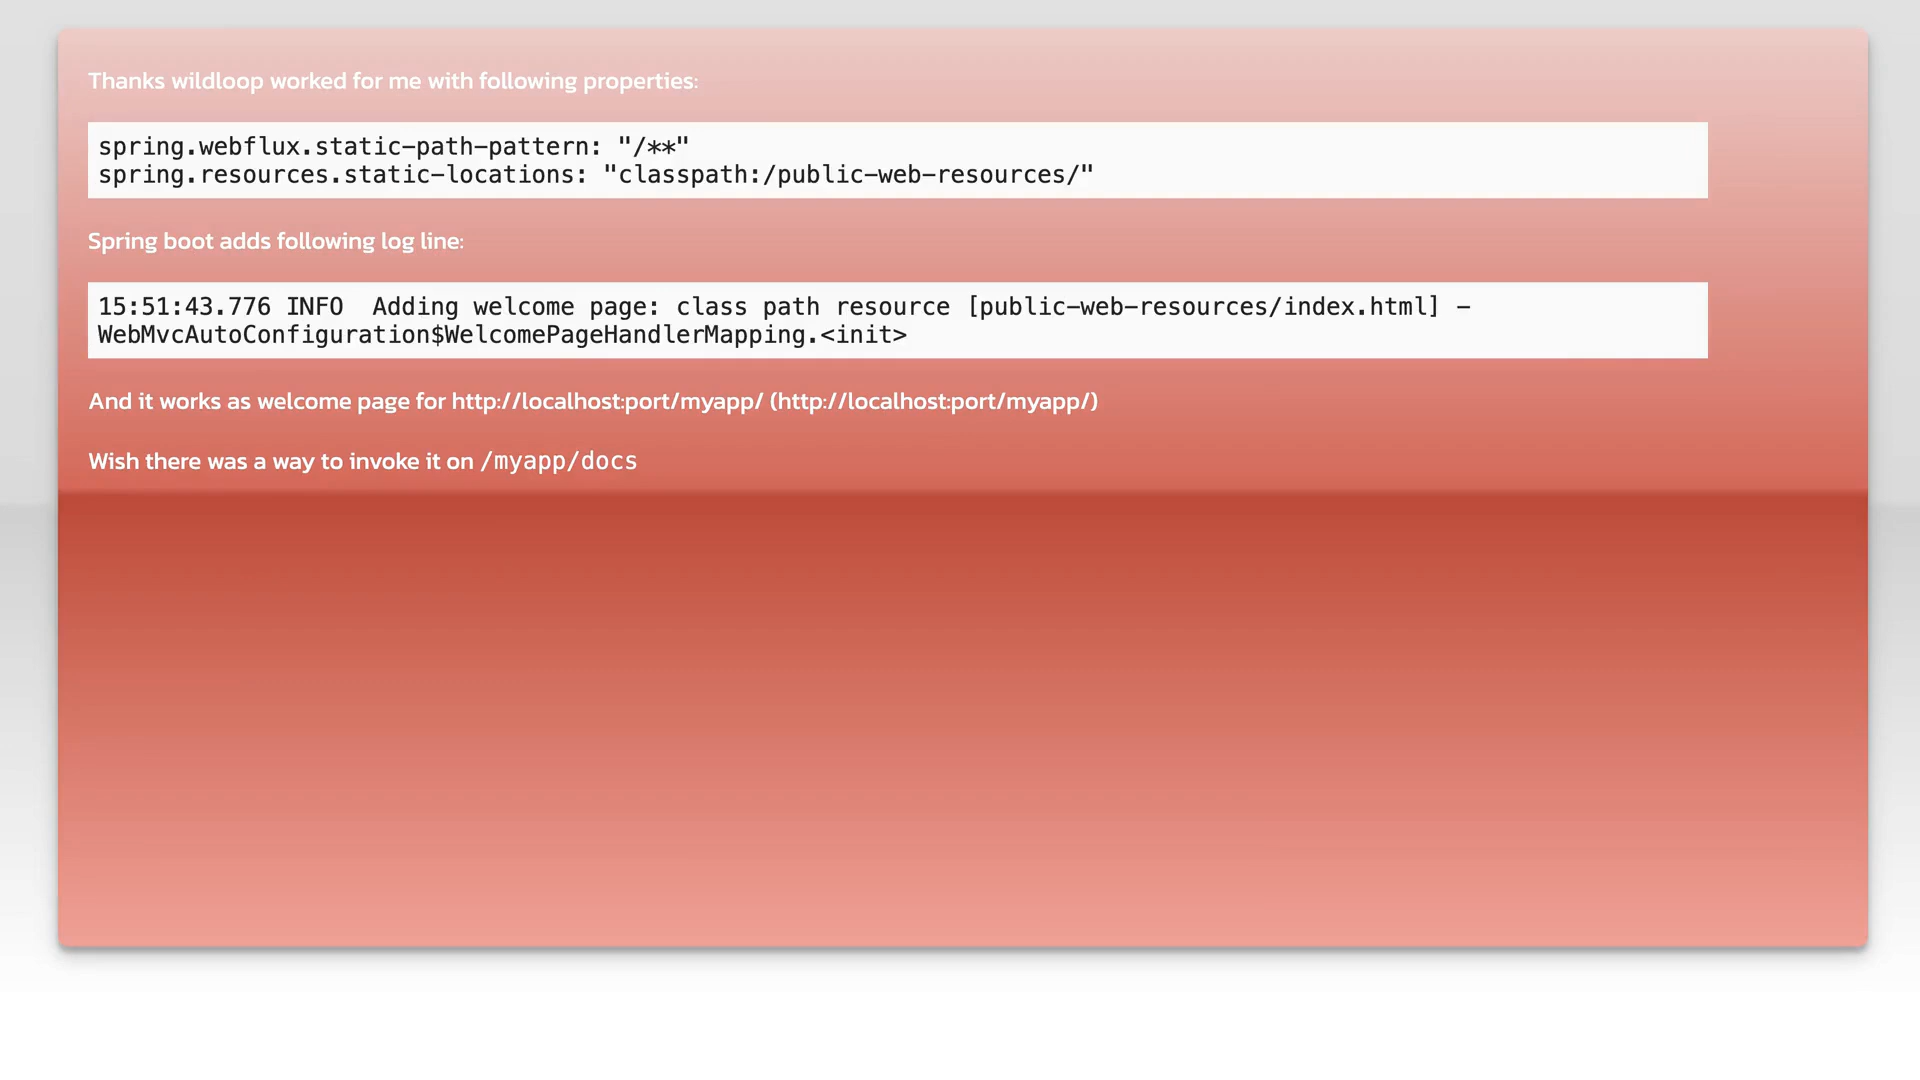 Thanks wildloop worked for me with following properties:
spring.webflux.static-path-pattern: "/**"
spring.resources.static-locations: "classpath:/public-web-resources/"
Spring boot adds following log line:
15:51:43.776 INFO  Adding welcome page: class path resource [public-web-resources/index.html] -
WebMvcAutoConfiguration$WelcomePageHandlerMapping.<init>
And it works as welcome page for http://localhost:port/myapp/ (http://localhost:port/myapp/)
Wish there was a way to invoke it on /myapp/docs